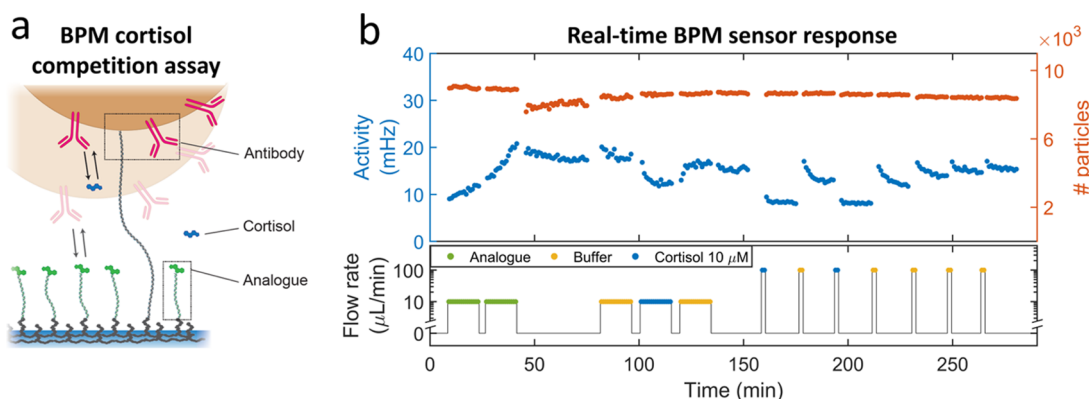 a
BPM cortisol
competition assay
Antibody
Cortisol
Analogue
b
Real-time BPM sensor response
×10³
40
30
20
10
0
Activity
(mHz)
10
6
2
# particles
Analogue
Buffer
Cortisol 10 μM
100
10
0
Flow rate
(μL/min)
0
50
100
150
200
250
Time (min)